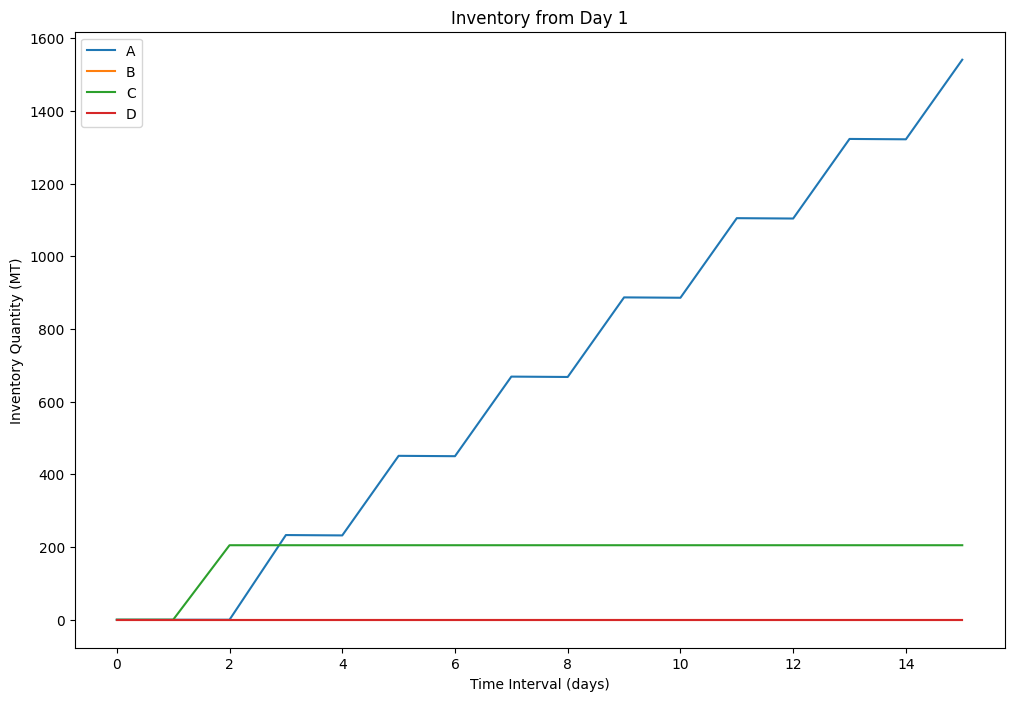 Inventory from Day 1
A
B
C
D
1600
1400
1200
1000
800
600
400
200
0
Inventory Quantity (MT)
0 2 4 6 8 10 12 14
Time Interval (days)